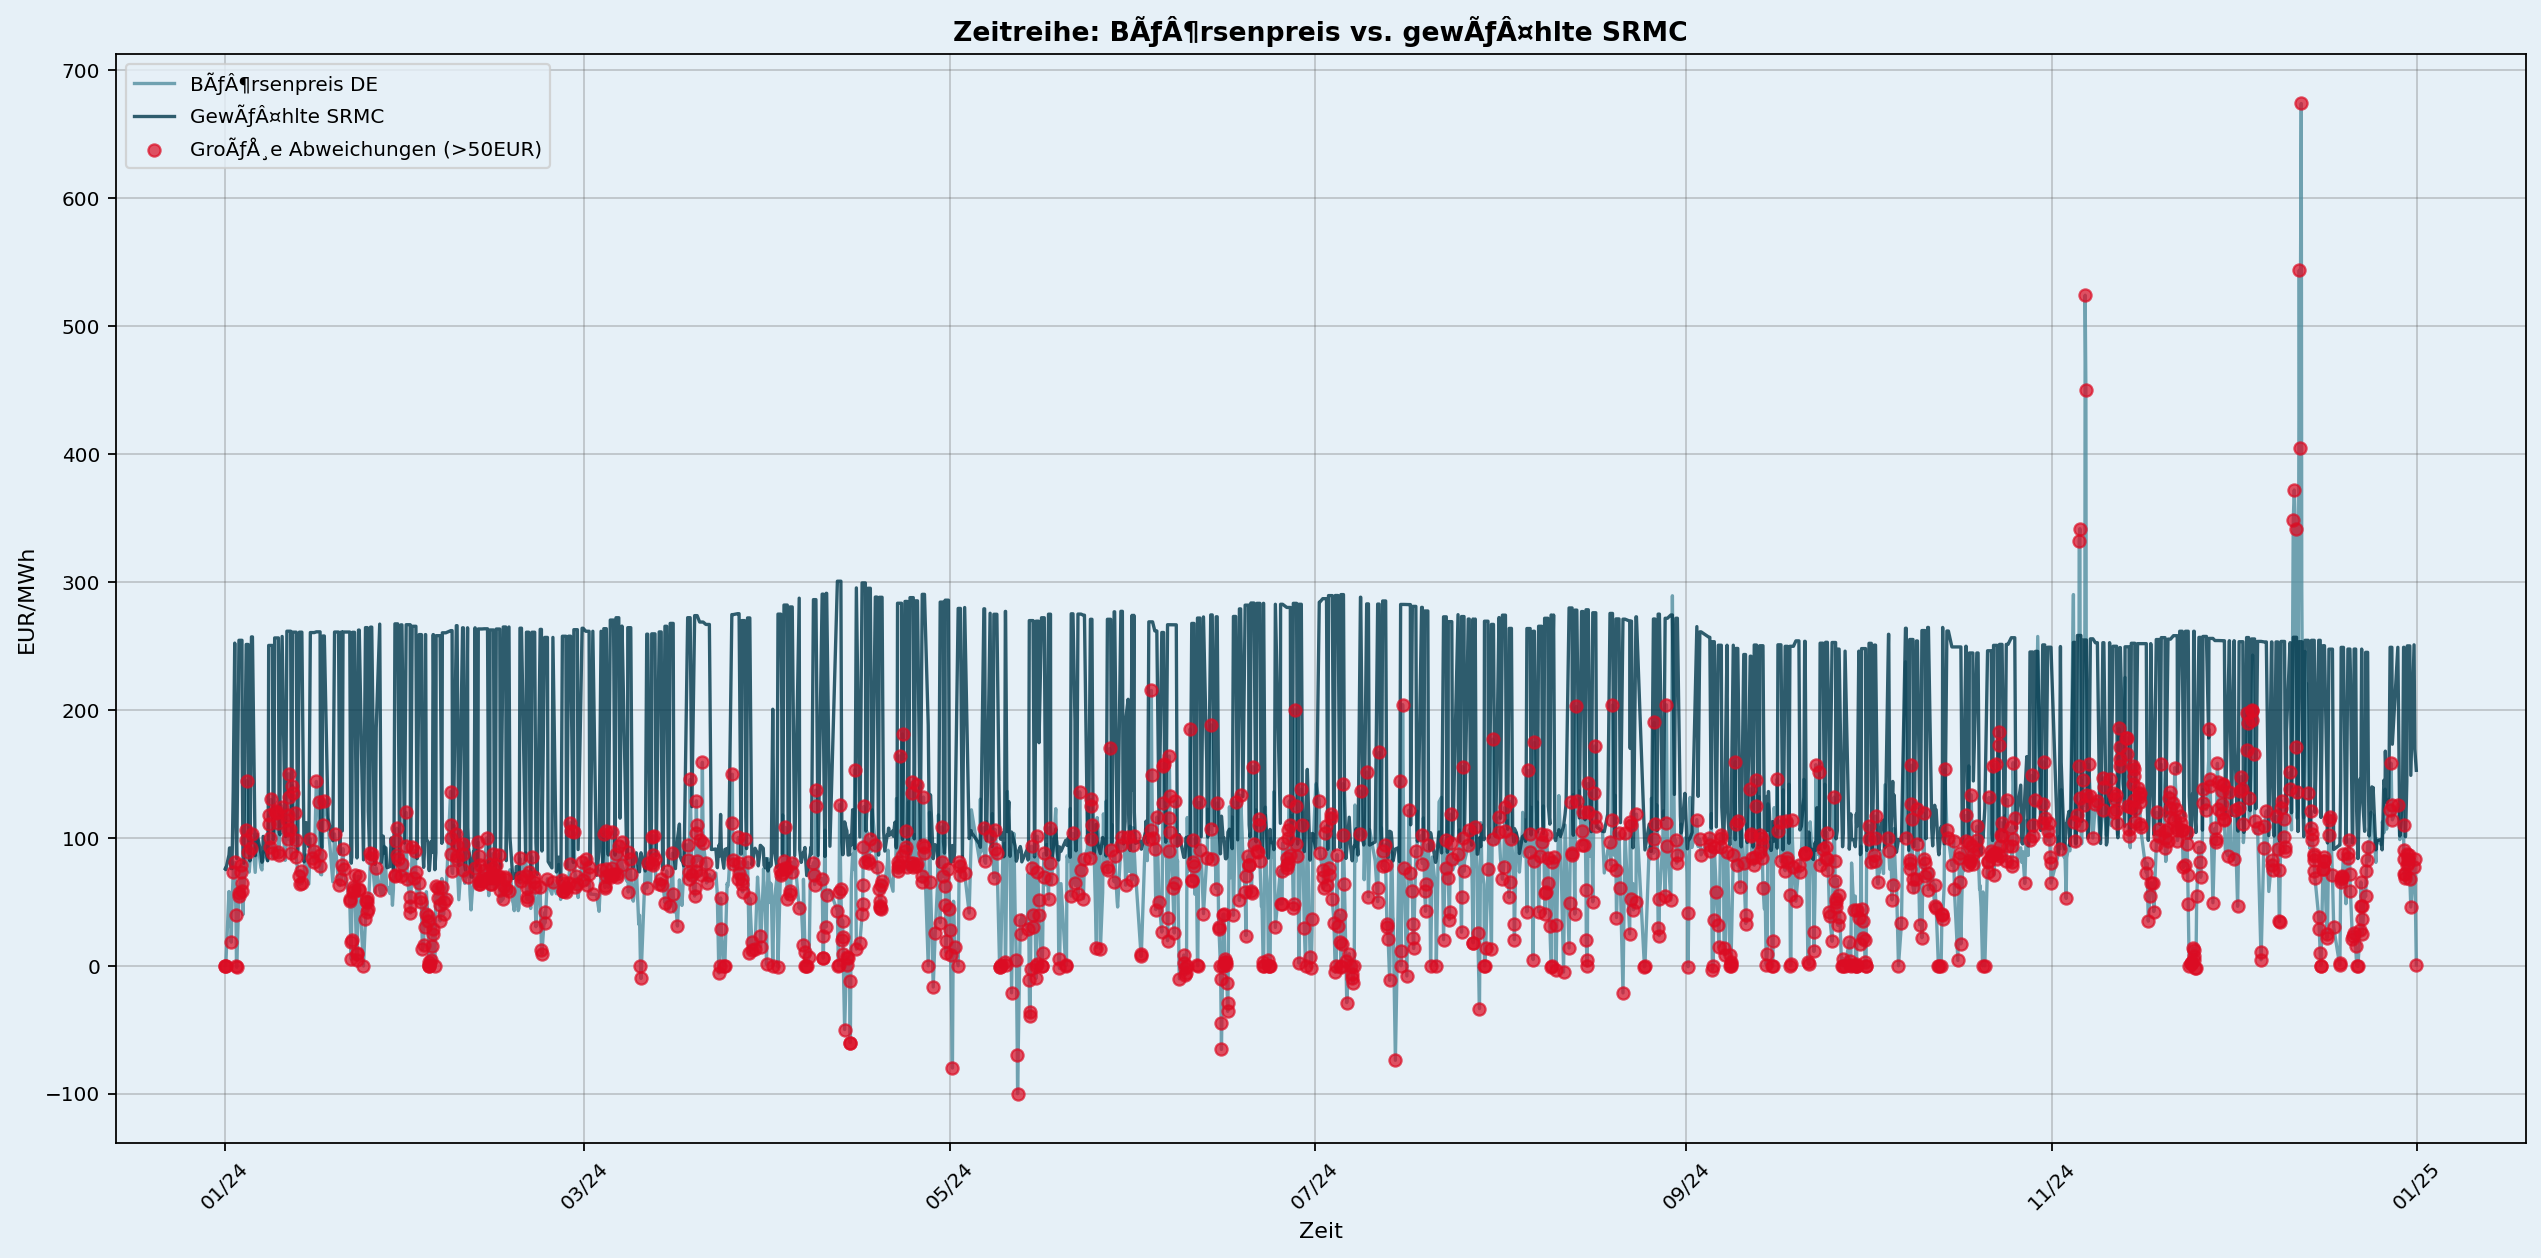 Zeitreihe: BÃƒÂ¶rsenpreis vs. gewÃƒÂ¤hlte SRMC
BÃƒÂ¶rsenpreis DE
GewÃƒÂ¤hlte SRMC
GroÃƒÅ¸e Abweichungen (>50EUR)
700
600
500
400
300
200
100
0
−100
EUR/MWh
01/24
03/24
05/24
07/24
09/24
11/24
01/25
Zeit